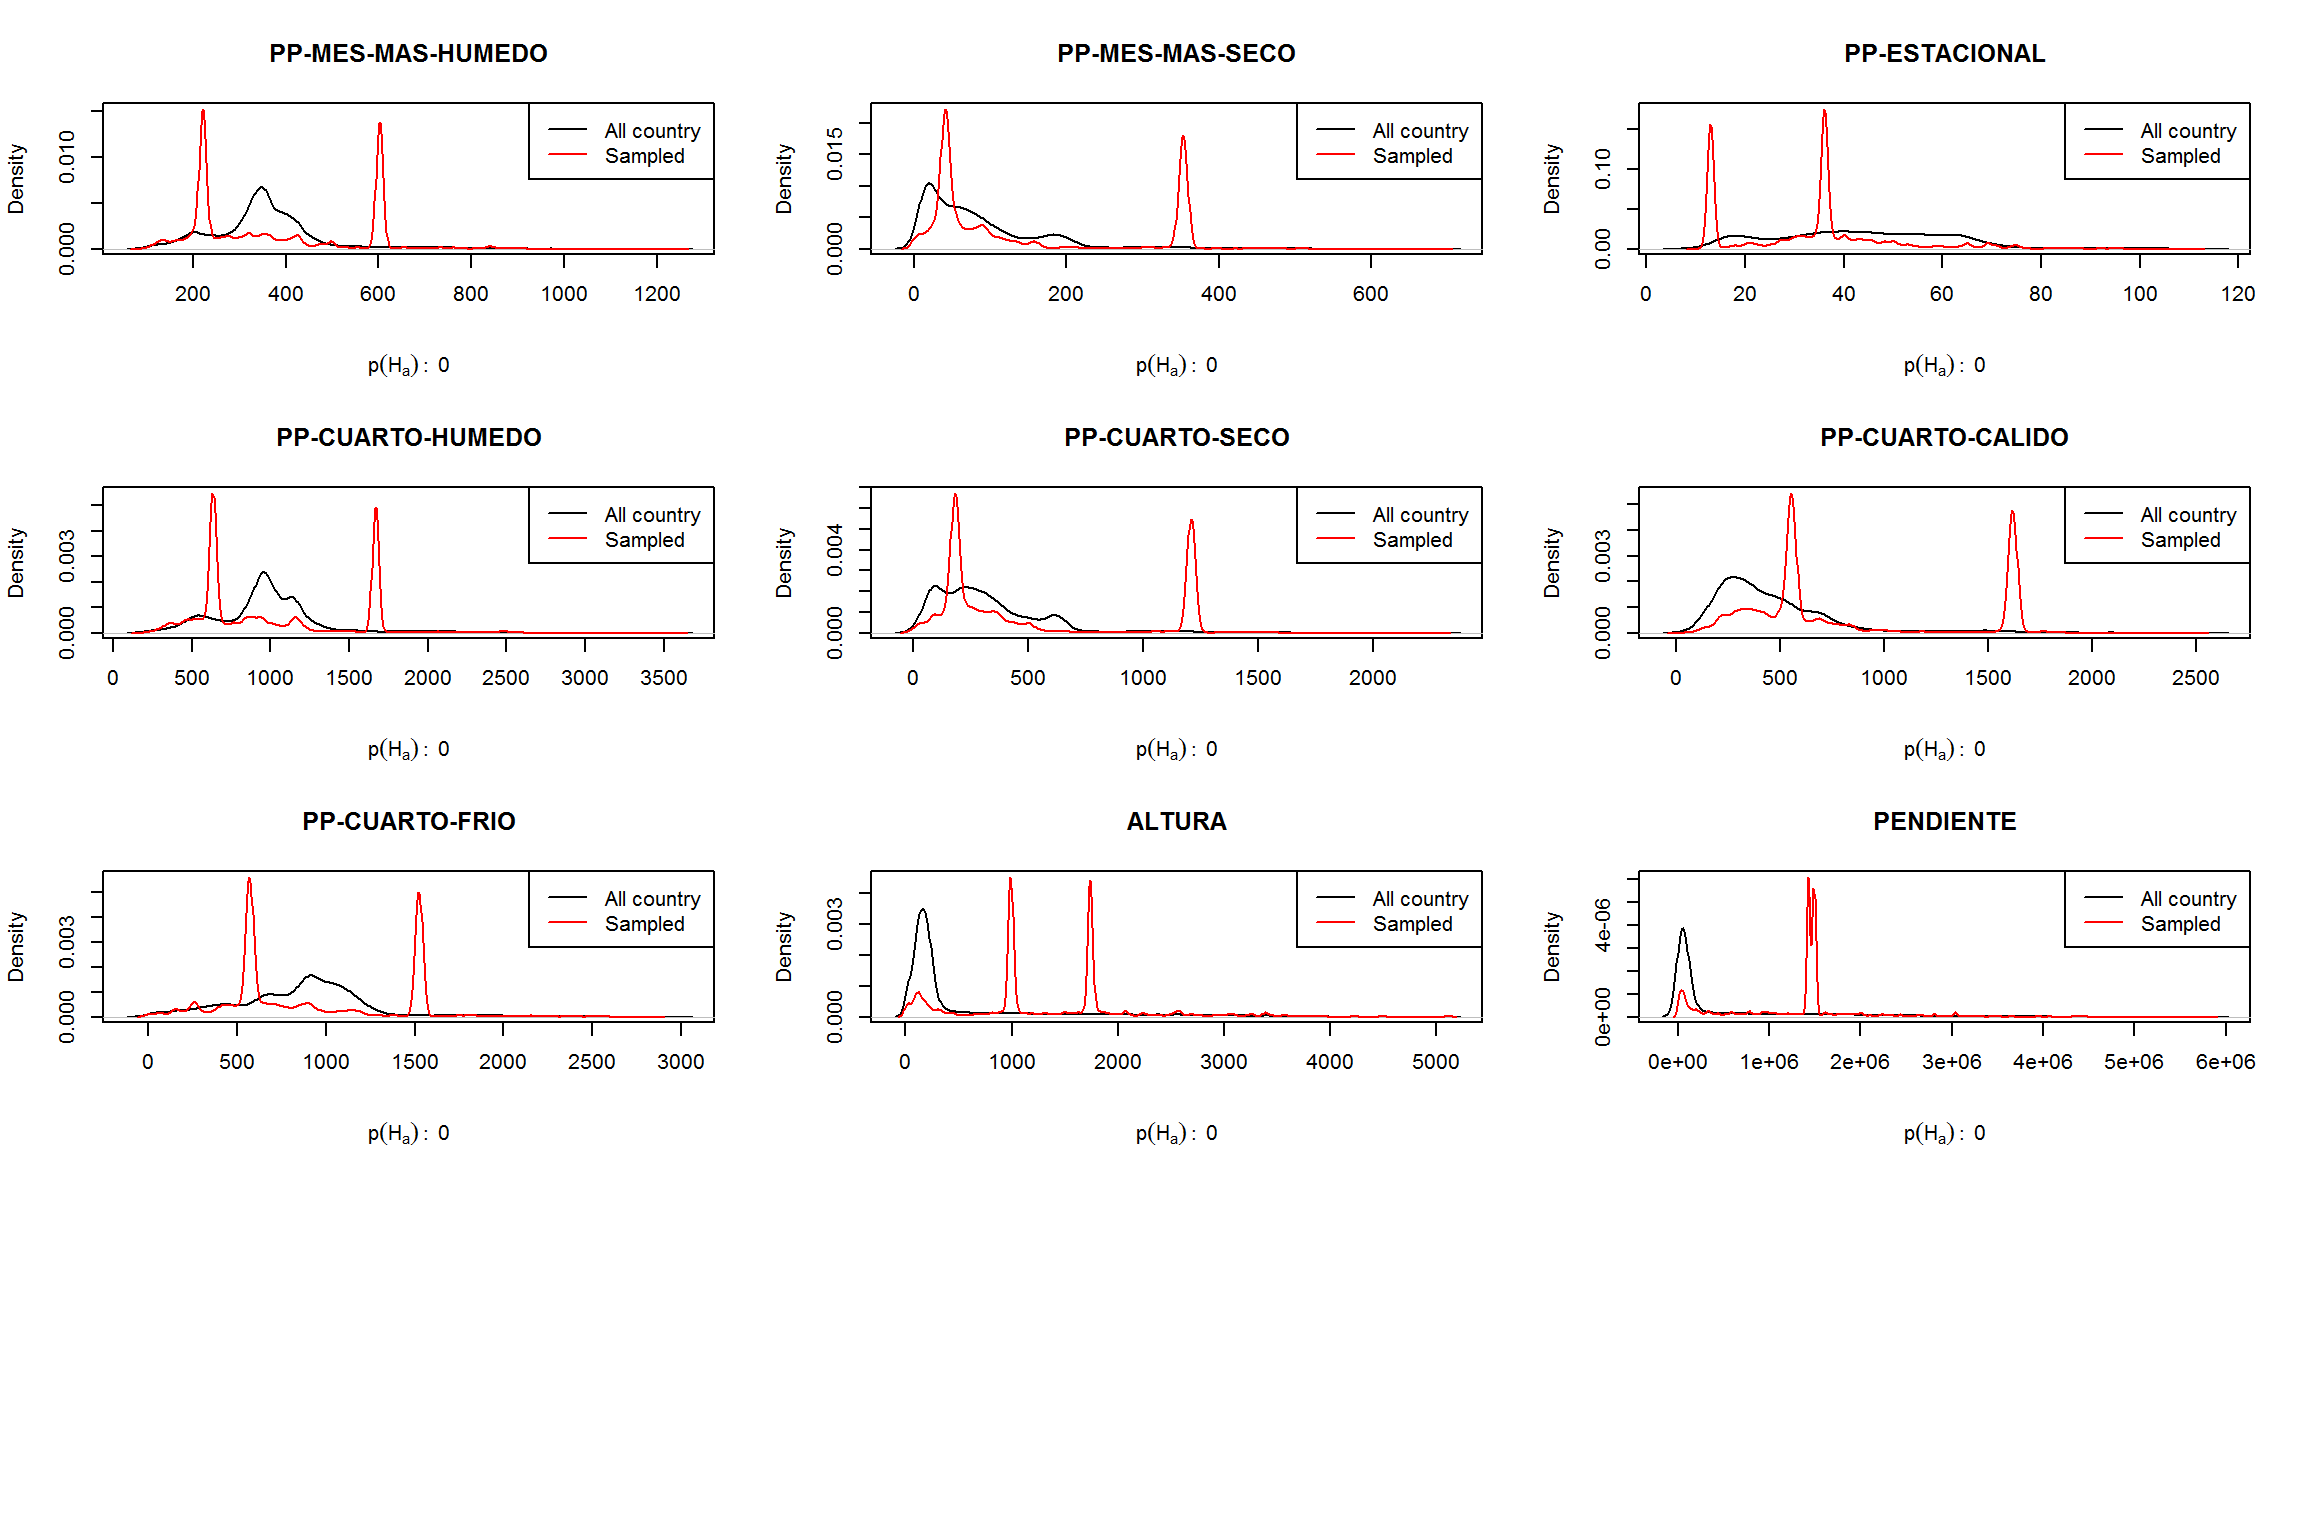 PP-MES-MAS-HUMEDO
Density
0.000 0.010
All country
Sampled
200 400 600 800 1000 1200
p(Ha): 0
PP-MES-MAS-SECO
Density
0.000 0.015
All country
Sampled
0 200 400 600
p(Ha): 0
PP-ESTACIONAL
Density
0.00 0.10
All country
Sampled
0 20 40 60 80 100 120
p(Ha): 0
PP-CUARTO-HUMEDO
Density
0.000 0.003
All country
Sampled
0 500 1000 1500 2000 2500 3000 3500
p(Ha): 0
PP-CUARTO-SECO
Density
0.000 0.004
All country
Sampled
0 500 1000 1500 2000
p(Ha): 0
PP-CUARTO-CALIDO
Density
0.000 0.003
All country
Sampled
0 500 1000 1500 2000 2500
p(Ha): 0
PP-CUARTO-FRIO
Density
0.000 0.003
All country
Sampled
0 500 1000 1500 2000 2500 3000
p(Ha): 0
ALTURA
Density
0.000 0.003
All country
Sampled
0 1000 2000 3000 4000 5000
p(Ha): 0
PENDIENTE
Density
0e+00 4e-06
All country
Sampled
0e+00 1e+06 2e+06 3e+06 4e+06 5e+06 6e+06
p(Ha): 0